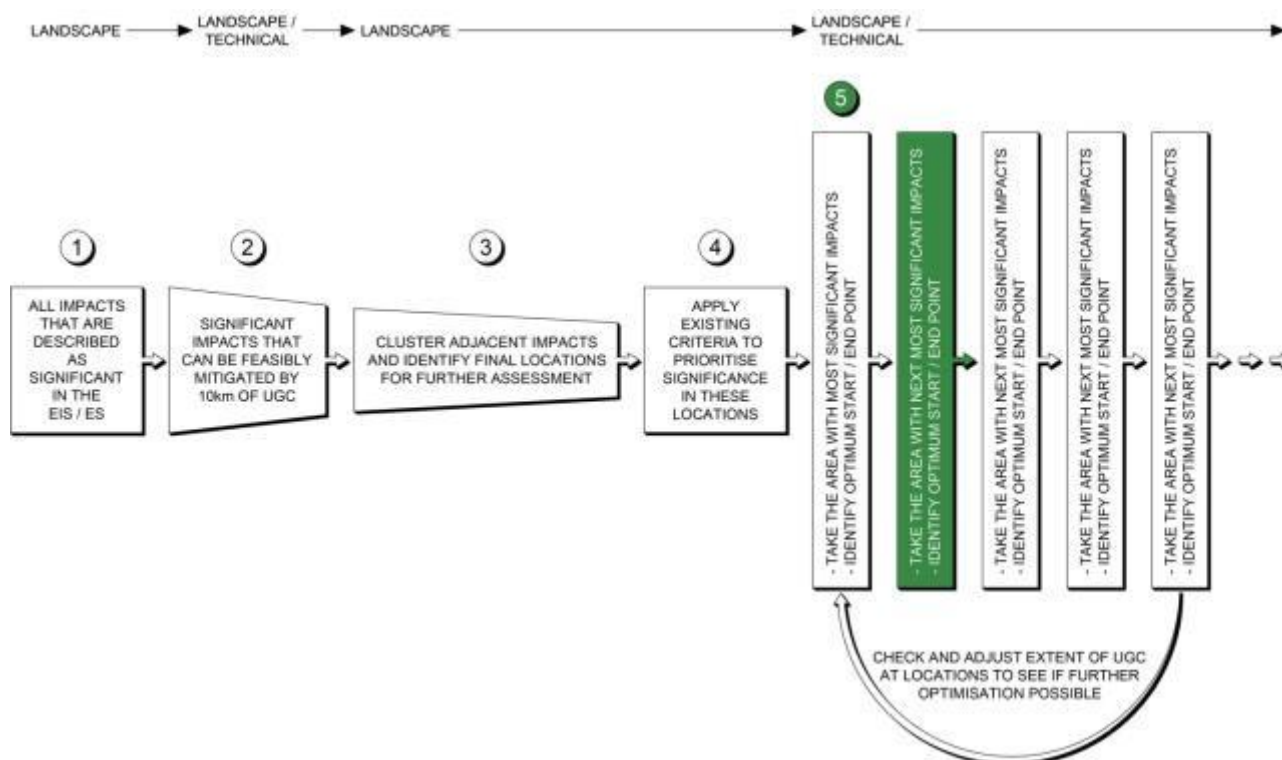 LANDSCAPE
LANDSCAPE /
TECHNICAL
LANDSCAPE
LANDSCAPE /
TECHNICAL
1
ALL IMPACTS
THAT ARE
DESCRIBED
AS
SIGNIFICANT
IN THE
EIS / ES
2
SIGNIFICANT
IMPACTS THAT
CAN BE FEASIBLY
MITIGATED BY
10km OF UGC
3
CLUSTER ADJACENT IMPACTS
AND IDENTIFY FINAL LOCATIONS
FOR FURTHER ASSESSMENT
4
APPLY
EXISTING
CRITERIA TO
PRIORITISE
SIGNIFICANCE
IN THESE
LOCATIONS
5
- TAKE THE AREA WITH MOST SIGNIFICANT IMPACTS
- IDENTIFY OPTIMUM START / END POINT
- TAKE THE AREA WITH NEXT MOST SIGNIFICANT IMPACTS
- IDENTIFY OPTIMUM START / END POINT
- TAKE THE AREA WITH NEXT MOST SIGNIFICANT IMPACTS
- IDENTIFY OPTIMUM START / END POINT
- TAKE THE AREA WITH NEXT MOST SIGNIFICANT IMPACTS
- IDENTIFY OPTIMUM START / END POINT
- TAKE THE AREA WITH NEXT MOST SIGNIFICANT IMPACTS
- IDENTIFY OPTIMUM START / END POINT
CHECK AND ADJUST EXTENT OF UGC
AT LOCATIONS TO SEE IF FURTHER
OPTIMISATION POSSIBLE